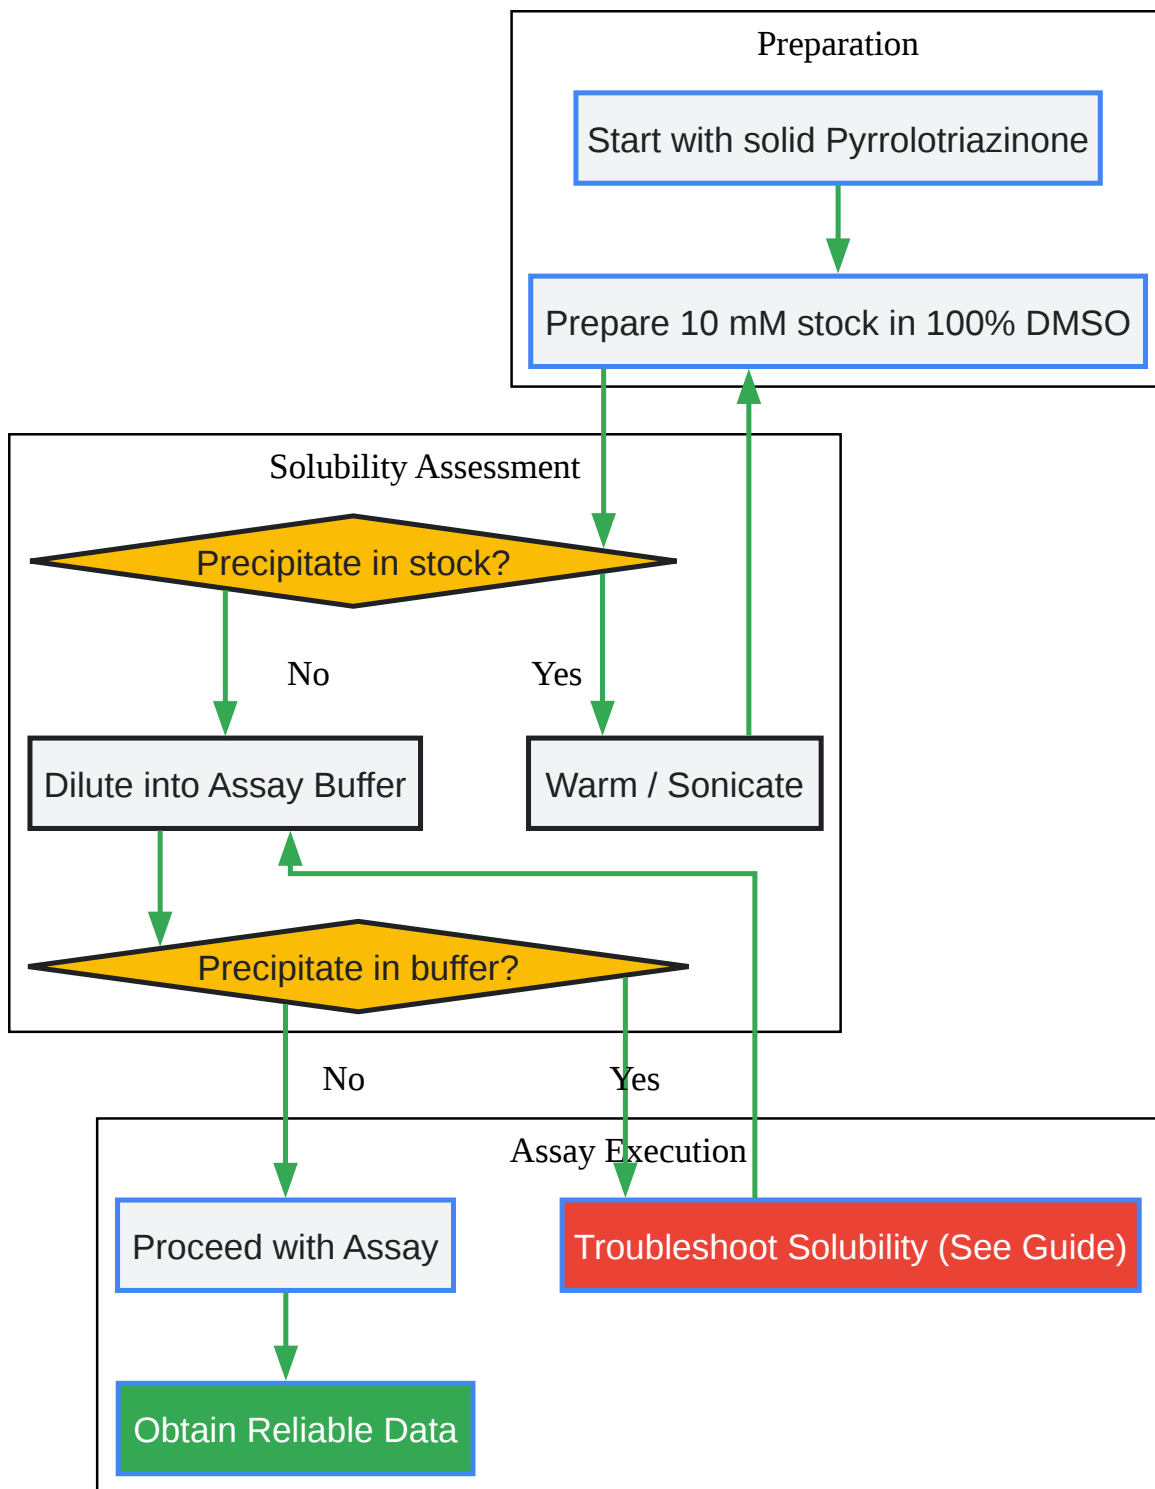 Preparation
Start with solid Pyrrolotriazinone
Prepare 10 mM stock in 100% DMSO
Solubility Assessment
Precipitate in stock?
No
Yes
Dilute into Assay Buffer
Warm / Sonicate
Precipitate in buffer?
No
Yes
Assay Execution
Proceed with Assay
Troubleshoot Solubility (See Guide)
Obtain Reliable Data